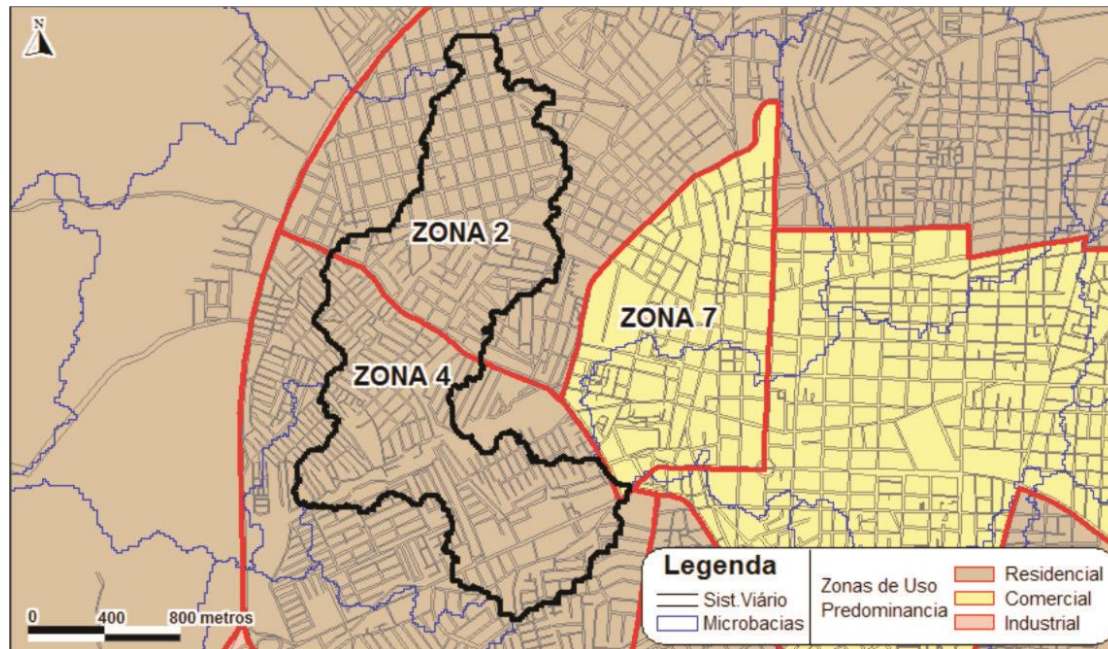 N
ZONA 2
ZONA 7
ZONA 4
0 400 800 metros
Legenda
Sist.Viário
Microbacias
Zonas de Uso
Predominancia
Residencial
Comercial
Industrial